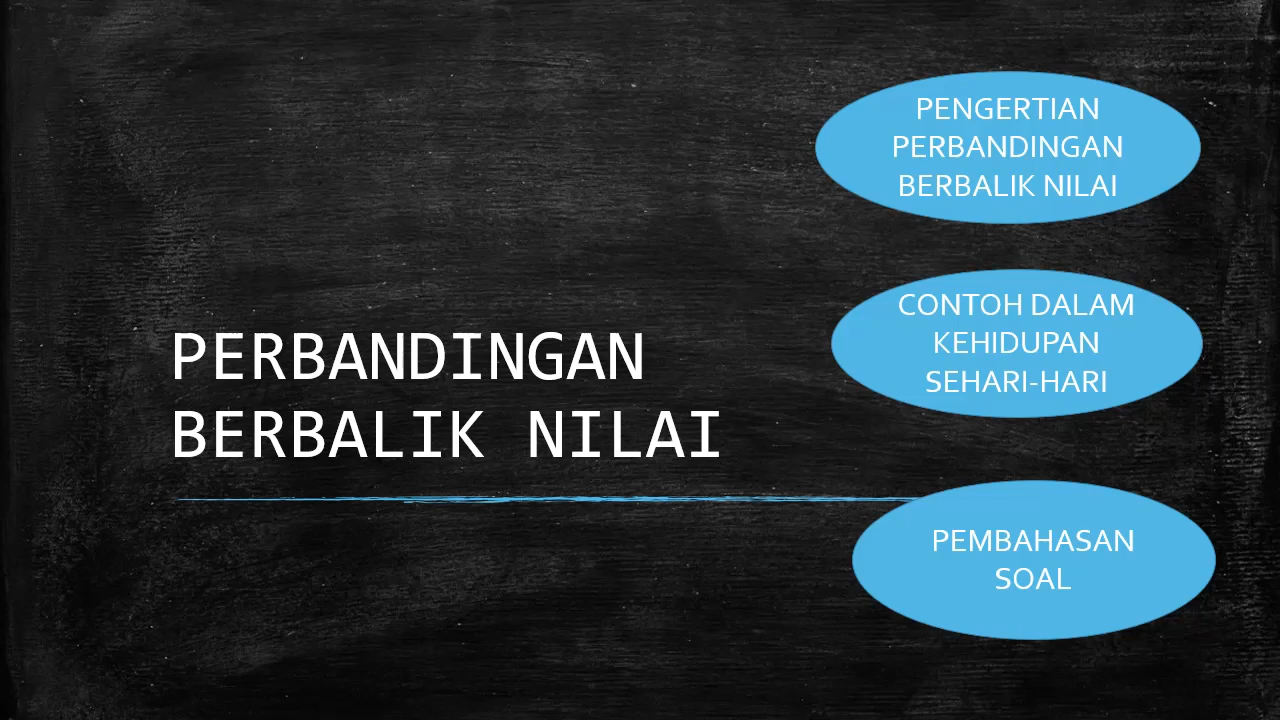 PERBANDINGAN
BERBALIK NILAI
PENGERTIAN
PERBANDINGAN
BERBALIK NILAI
CONTOH DALAM
KEHIDUPAN
SEHARI-HARI
PEMBAHASAN
SOAL